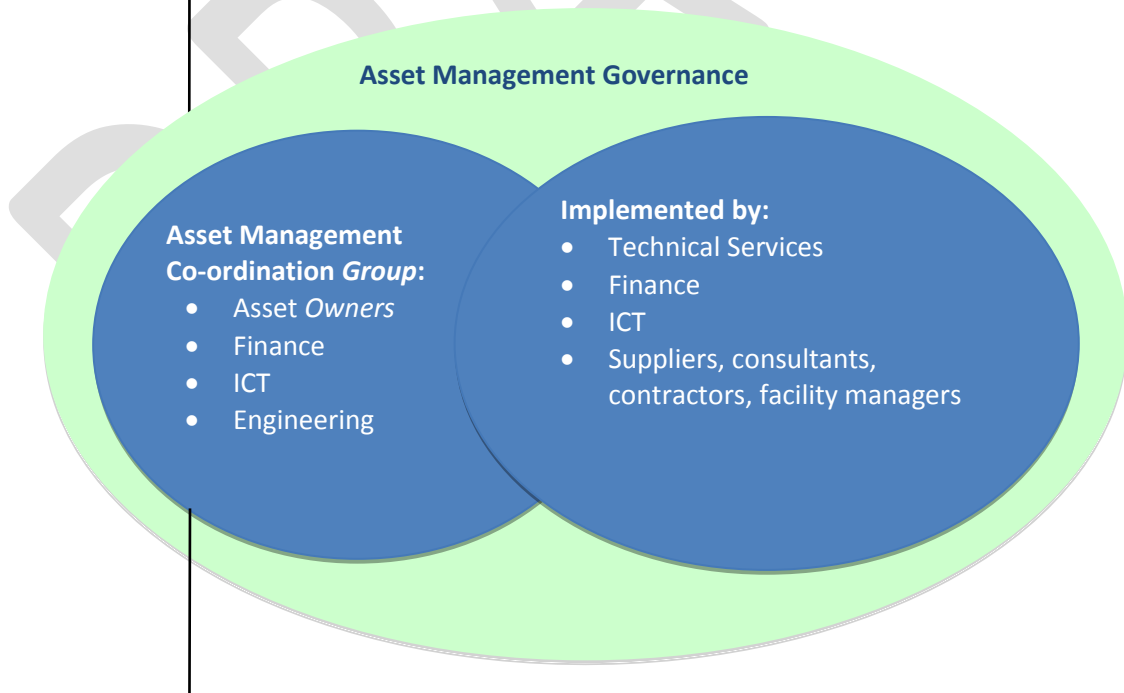 Asset Management Governance
Asset Management
Co-ordination Group:
• Asset Owners
• Finance
• ICT
• Engineering
Implemented by:
• Technical Services
• Finance
• ICT
• Suppliers, consultants,
contractors, facility managers